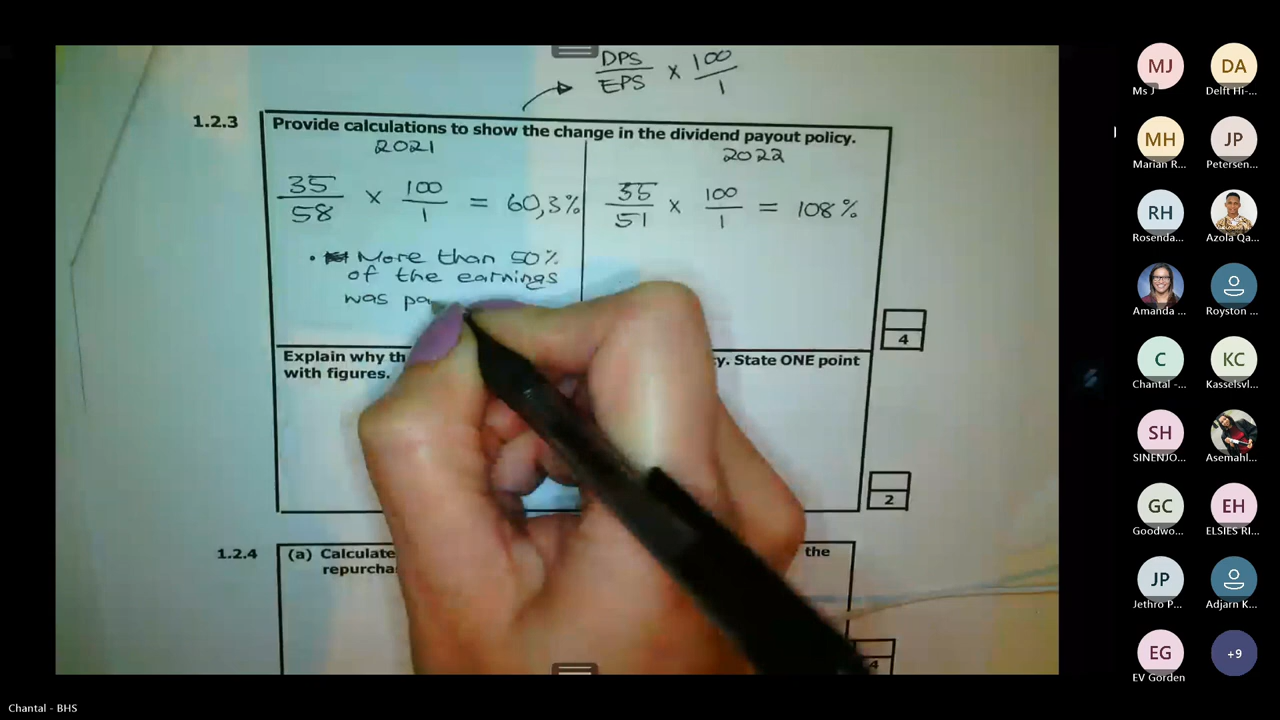 DPS
EPS × 100
1
1.2.3 Provide calculations to show the change in the dividend payout policy.
2021
2022
35
58 × 100
1 = 60,3%
55
51 × 100
1 = 108%
• More than 50%
of the earnings
was pa
4
Explain why th
y. State ONE point
with figures.
2
1.2.4 (a) Calculate
the
repurcha
4
MJ
Ms J
DA
Delft Hi-...
MH
Marian R...
JP
Petersen...
RH
Rosenda...
Azola Qa...
Amanda ...
Royston ...
C
Chantal -...
KC
Kasselsvl...
SH
SINENJO...
Asemahl...
GC
Goodwo...
EH
ELSIES RI...
JP
Jethro P...
Adjarn K...
EG
EV Gorden
+9
Chantal - BHS